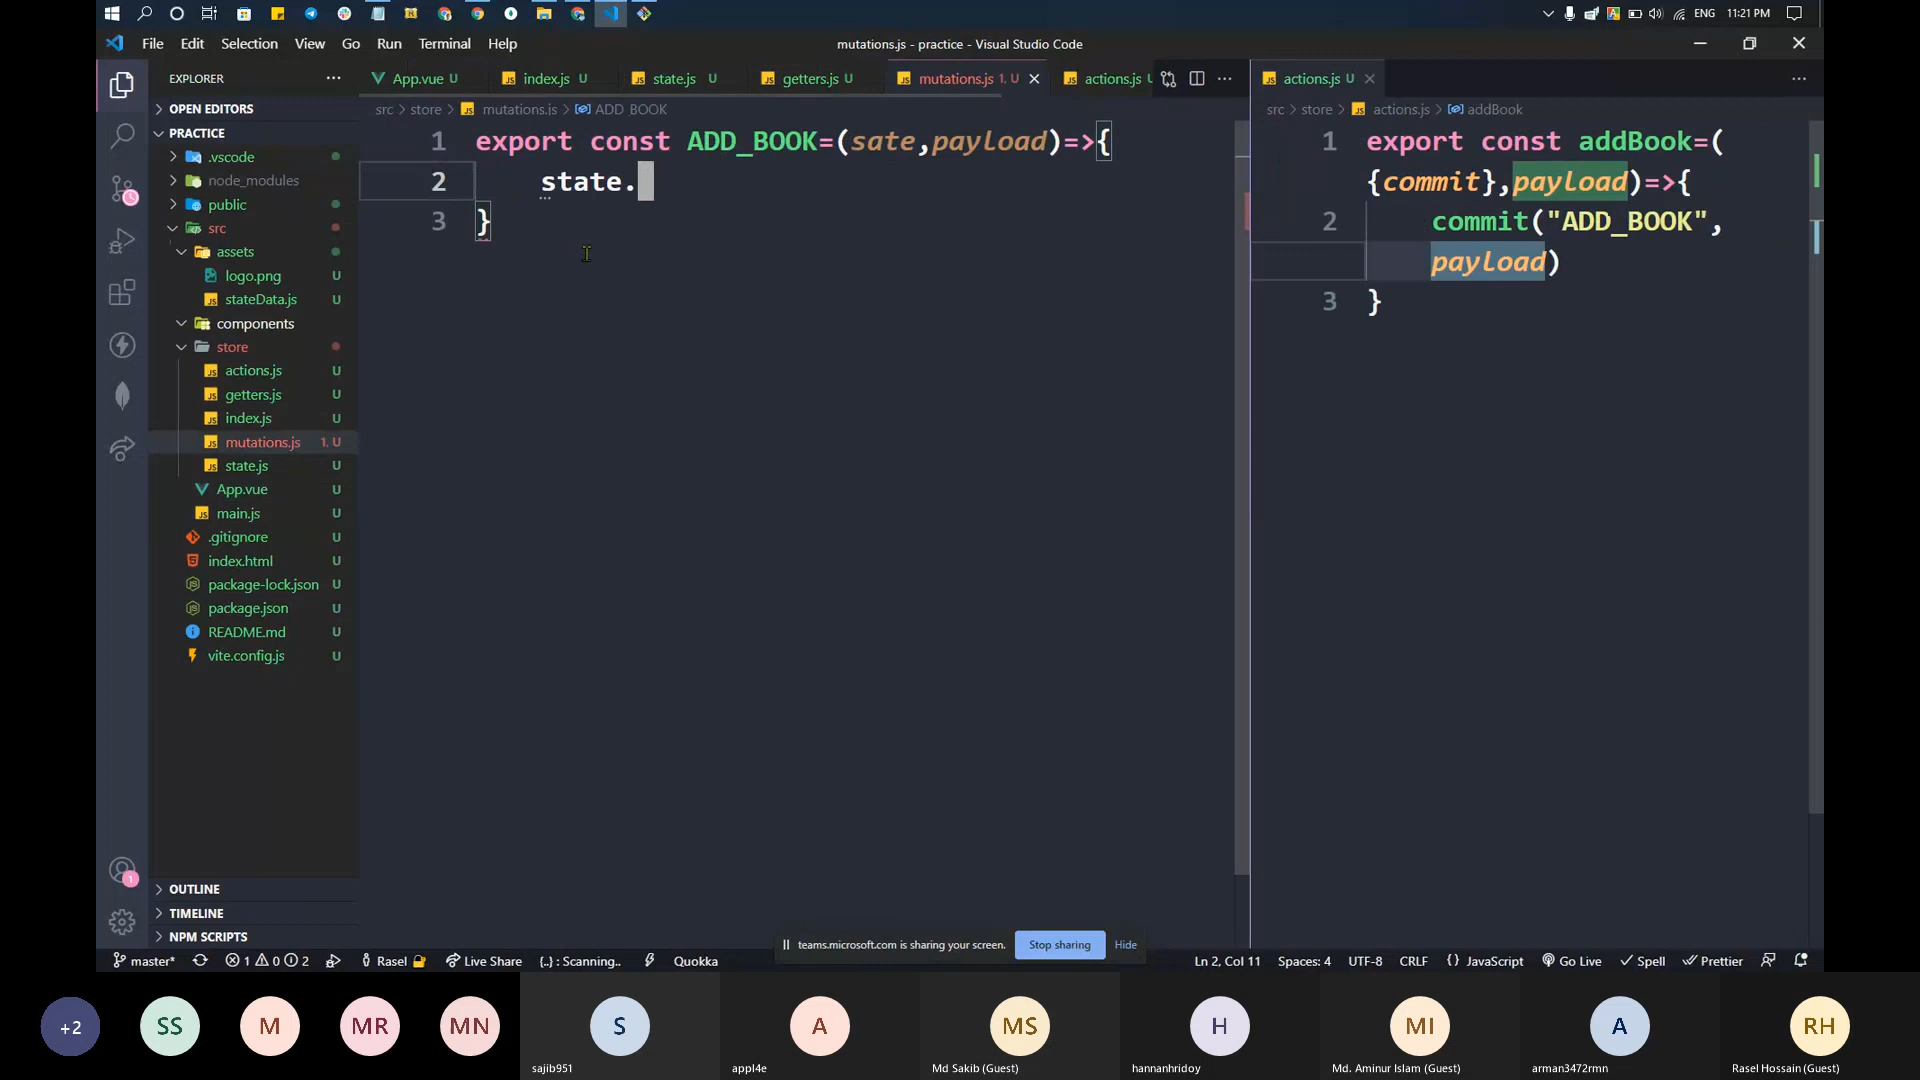 ENG 11:21 PM
File Edit Selection View Go Run Terminal Help
mutations.js - practice - Visual Studio Code
EXPLORER
App.vue U
index.js U
state.js U
getters.js U
mutations.js 1, U
actions.js U
actions.js U
OPEN EDITORS
PRACTICE
.vscode
node_modules
public
src
assets
logo.png U
stateData.js U
components
store
actions.js U
getters.js U
index.js U
mutations.js 1, U
state.js U
App.vue U
main.js U
.gitignore U
index.html U
package-lock.json U
package.json U
README.md U
vite.config.js U
OUTLINE
TIMELINE
NPM SCRIPTS
src > store > mutations.js > ADD_BOOK
1 export const ADD_BOOK=(sate,payload)=>{
2 state.
3 }
src > store > actions.js > addBook
1 export const addBook=(
{commit},payload)=>{
2 commit("ADD_BOOK",
payload)
3 }
teams.microsoft.com is sharing your screen. Stop sharing Hide
master* 1 0 2 Rasel Live Share {..} : Scanning.. Quokka
Ln 2, Col 11 Spaces: 4 UTF-8 CRLF {} JavaScript Go Live Spell Prettier
1
+2 SS M MR MN S A MS H MI A RH
sajib951 appl4e Md Sakib (Guest) hannanhridoy Md. Aminur Islam (Guest) arman3472rmn Rasel Hossain (Guest)